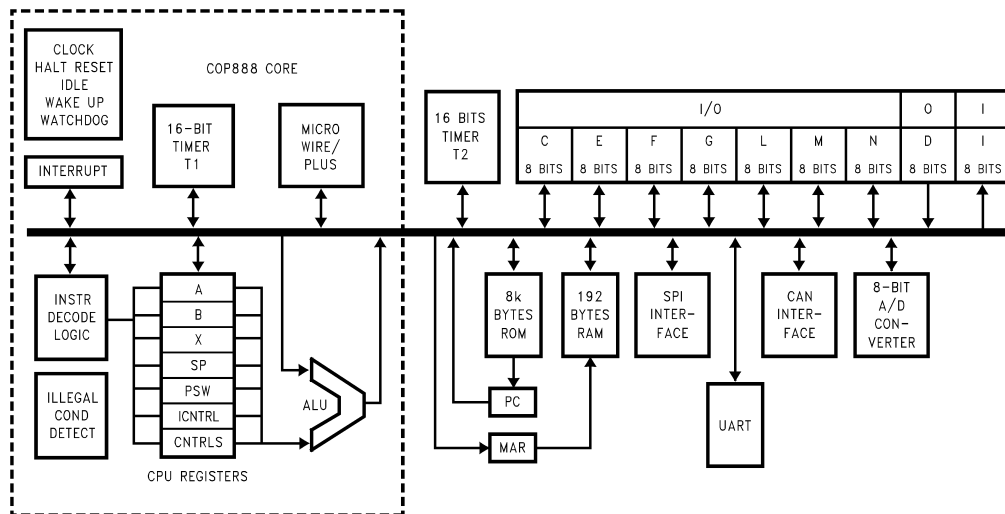 CLOCK
HALT RESET
IDLE
WAKE UP
WATCHDOG
COP888 CORE
INTERRUPT
16-BIT
TIMER
T1
MICRO
WIRE/
PLUS
16 BITS
TIMER
T2
I/O
O
I
C
E
F
G
L
M
N
D
I
8 BITS
8 BITS
8 BITS
8 BITS
8 BITS
8 BITS
8 BITS
8 BITS
8 BITS
INSTR
DECODE
LOGIC
ILLEGAL
COND
DETECT
A
B
X
SP
PSW
ICNTRL
CNTRLS
CPU REGISTERS
ALU
8k
BYTES
ROM
192
BYTES
RAM
PC
MAR
SPI
INTER-
FACE
UART
CAN
INTER-
FACE
8-BIT
A/D
CON-
VERTER